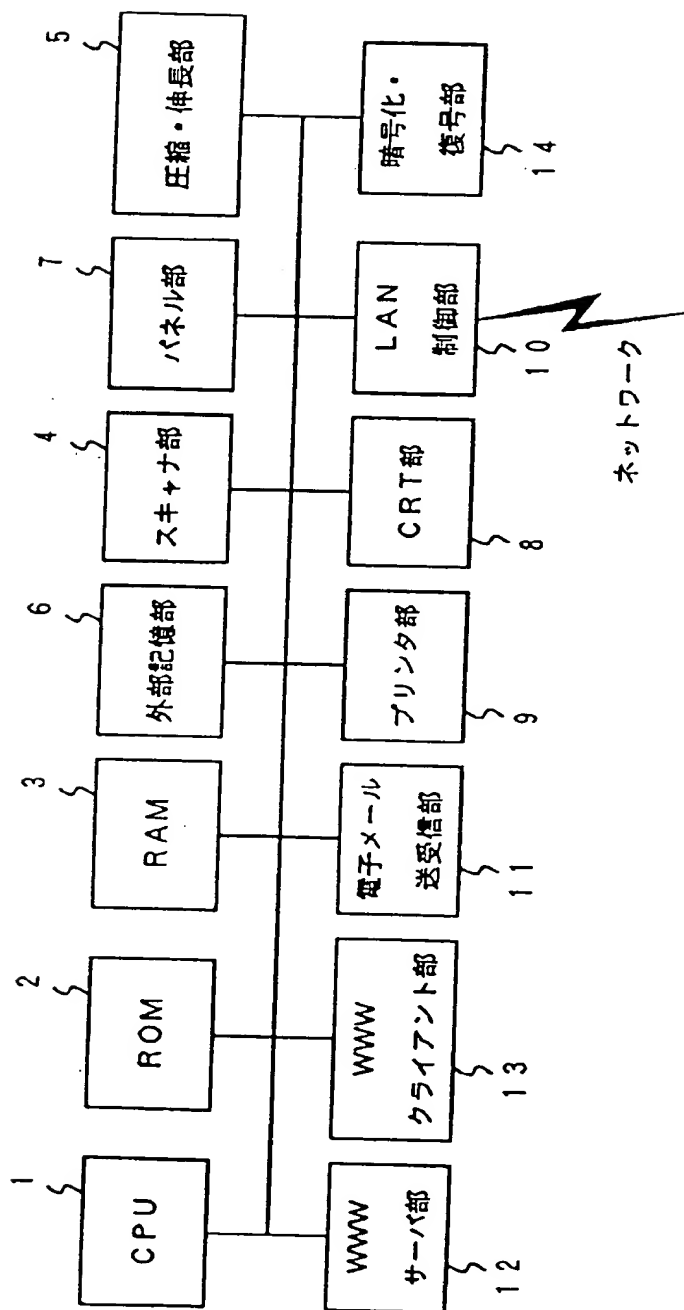 1
CPU
2
ROM
3
RAM
6
外部記憶部
4
スキャナ部
7
パネル部
5
圧縮・伸長部
WWW
サーバ部
12
WWW
クライアント部
13
電子メール
送受信部
11
プリンタ部
9
CRT部
8
LAN
制御部
10
暗号化・
復号部
14
ネットワーク